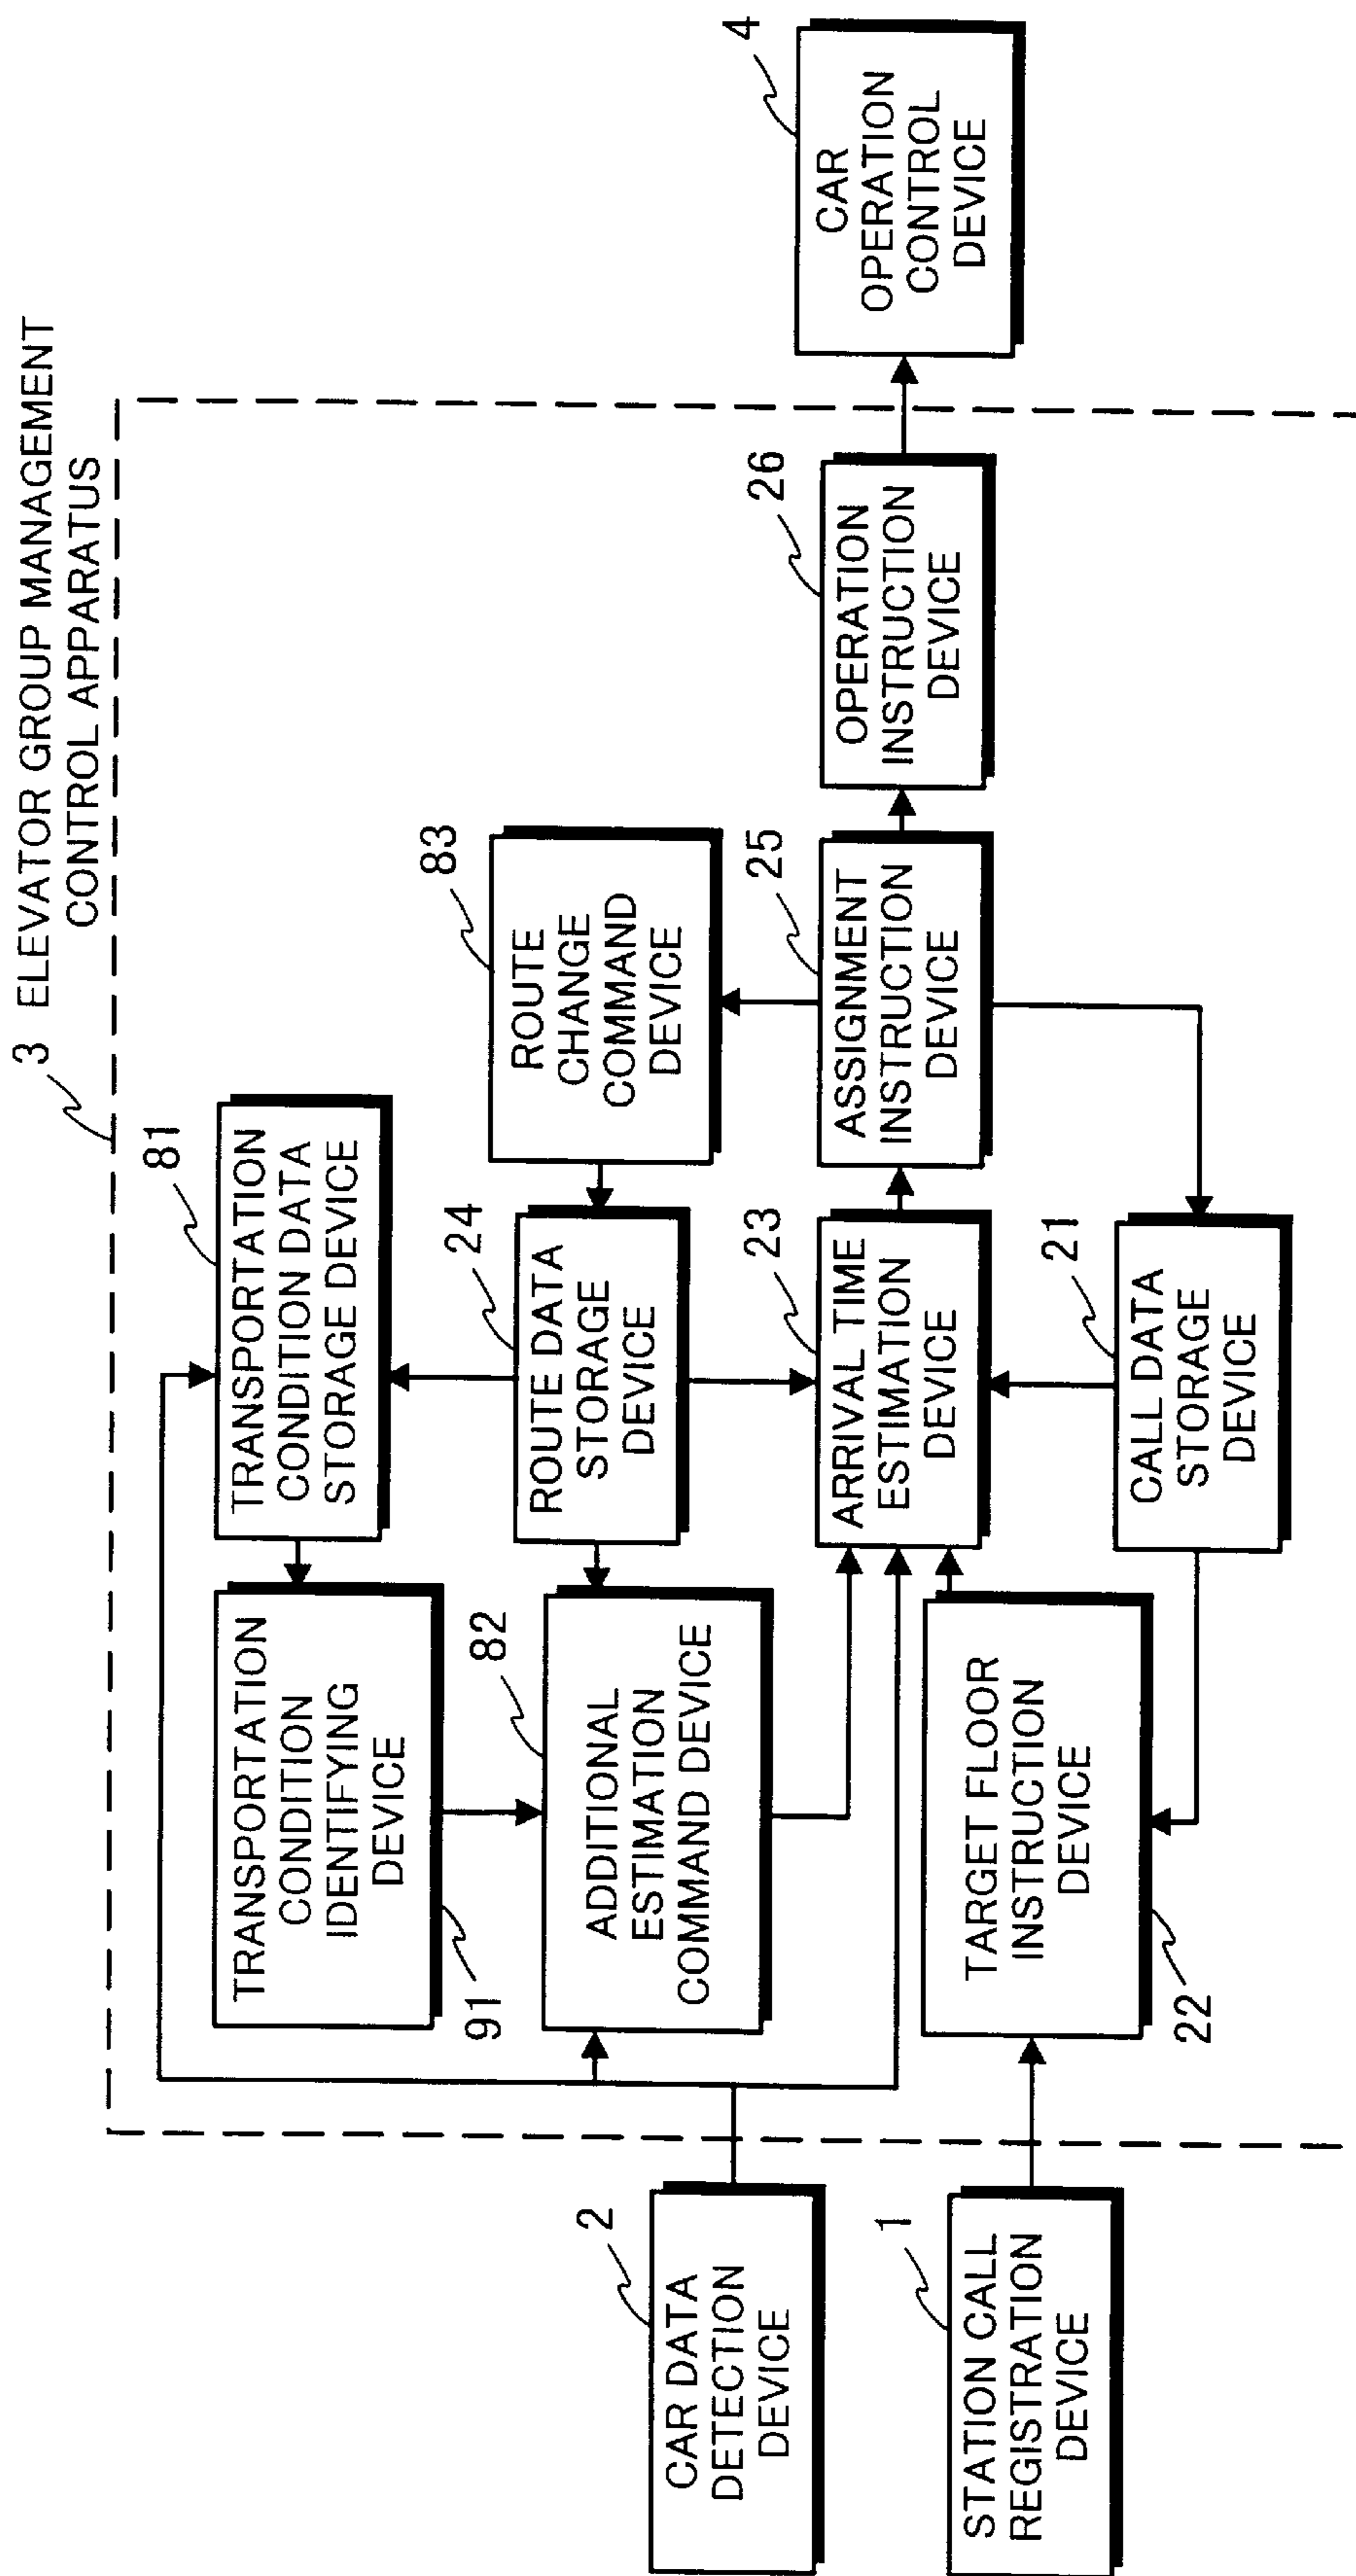 3 ELEVATOR GROUP MANAGEMENT
CONTROL APPARATUS
81
TRANSPORTATION
CONDITION DATA
STORAGE DEVICE
TRANSPORTATION
CONDITION
IDENTIFYING
DEVICE
91
83
ROUTE
CHANGE
COMMAND
DEVICE
24
ROUTE DATA
STORAGE
DEVICE
82
ADDITIONAL
ESTIMATION
COMMAND DEVICE
2
CAR DATA
DETECTION
DEVICE
4
CAR
OPERATION
CONTROL
DEVICE
26
OPERATION
INSTRUCTION
DEVICE
25
ASSIGNMENT
INSTRUCTION
DEVICE
23
ARRIVAL TIME
ESTIMATION
DEVICE
TARGET FLOOR
INSTRUCTION
DEVICE
22
1
STATION CALL
REGISTRATION
DEVICE
21
CALL DATA
STORAGE
DEVICE